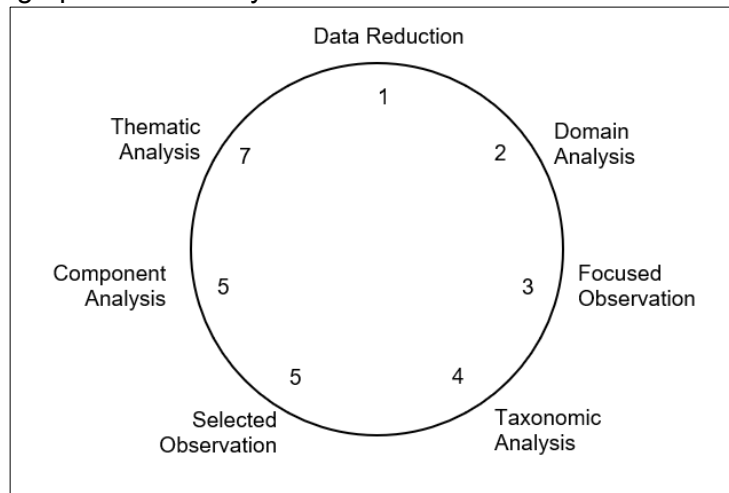 Data Reduction
1
Domain
Analysis
2
Focused
Observation
3
Taxonomic
Analysis
4
Selected
Observation
5
Component
Analysis
5
Thematic
Analysis
7